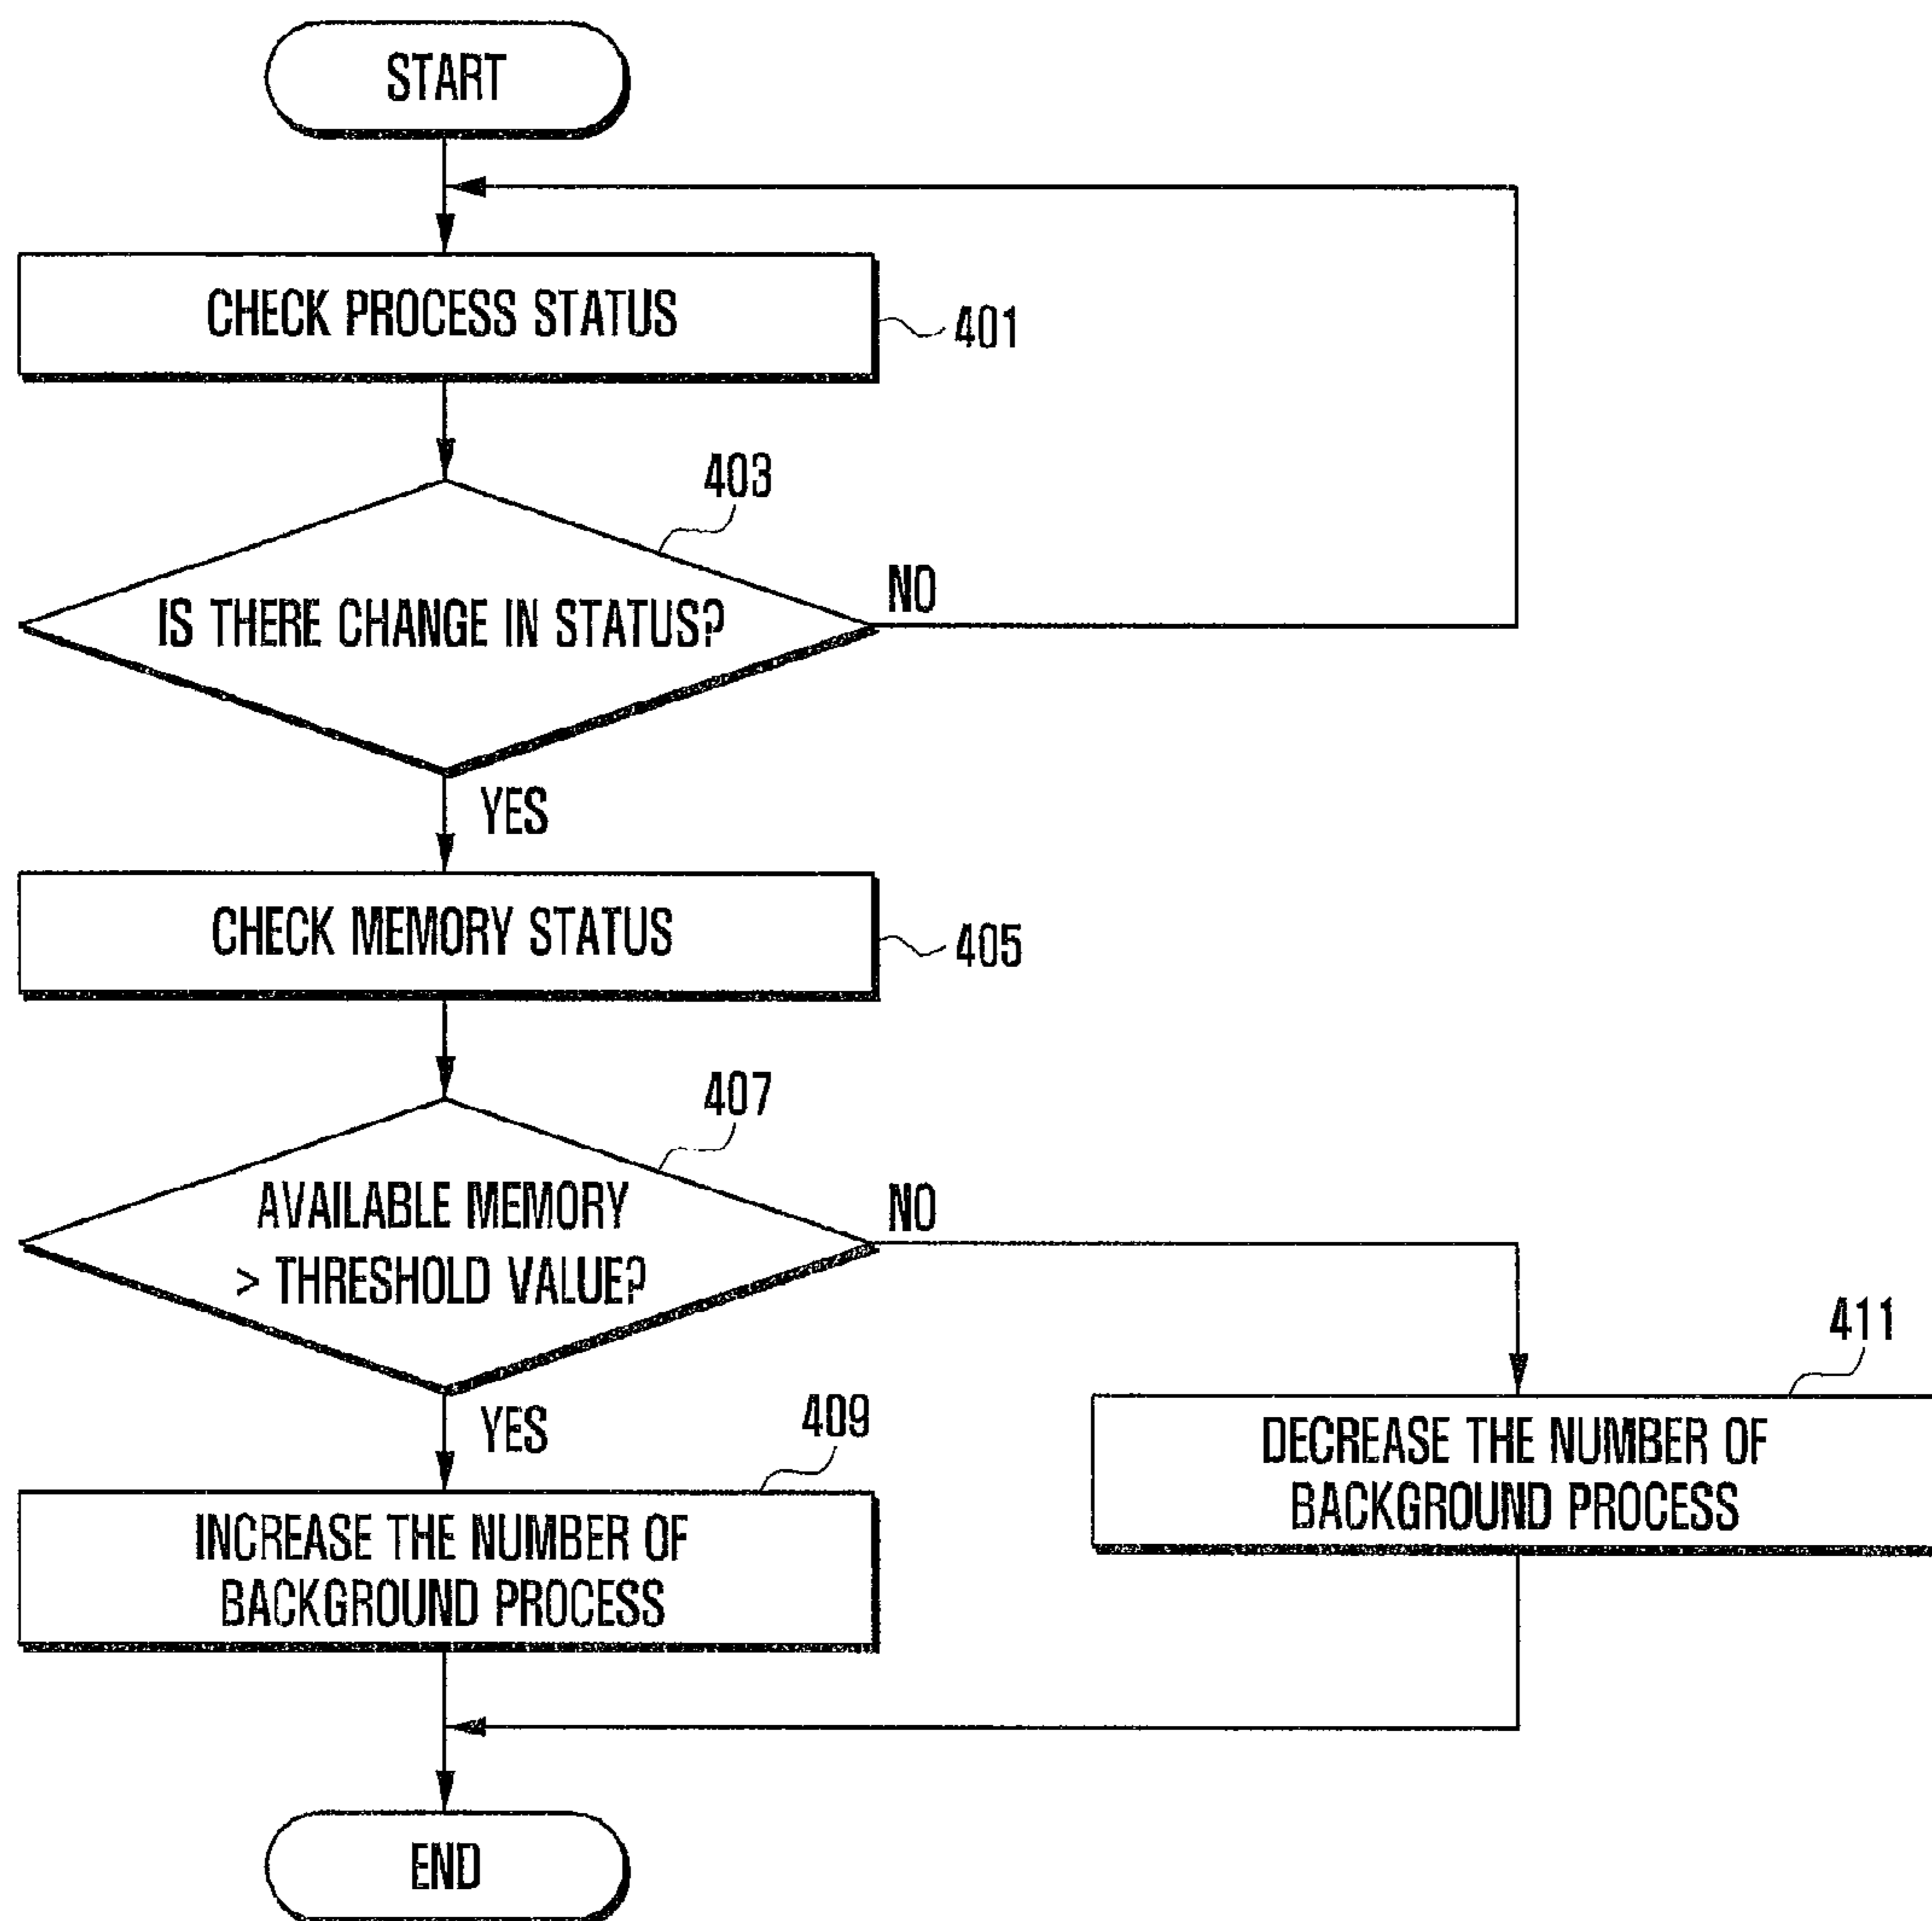 START
CHECK PROCESS STATUS
401
403
IS THERE CHANGE IN STATUS?
NO
YES
CHECK MEMORY STATUS
405
407
AVAILABLE MEMORY
> THRESHOLD VALUE?
NO
YES
409
INCREASE THE NUMBER OF
BACKGROUND PROCESS
411
DECREASE THE NUMBER OF
BACKGROUND PROCESS
END